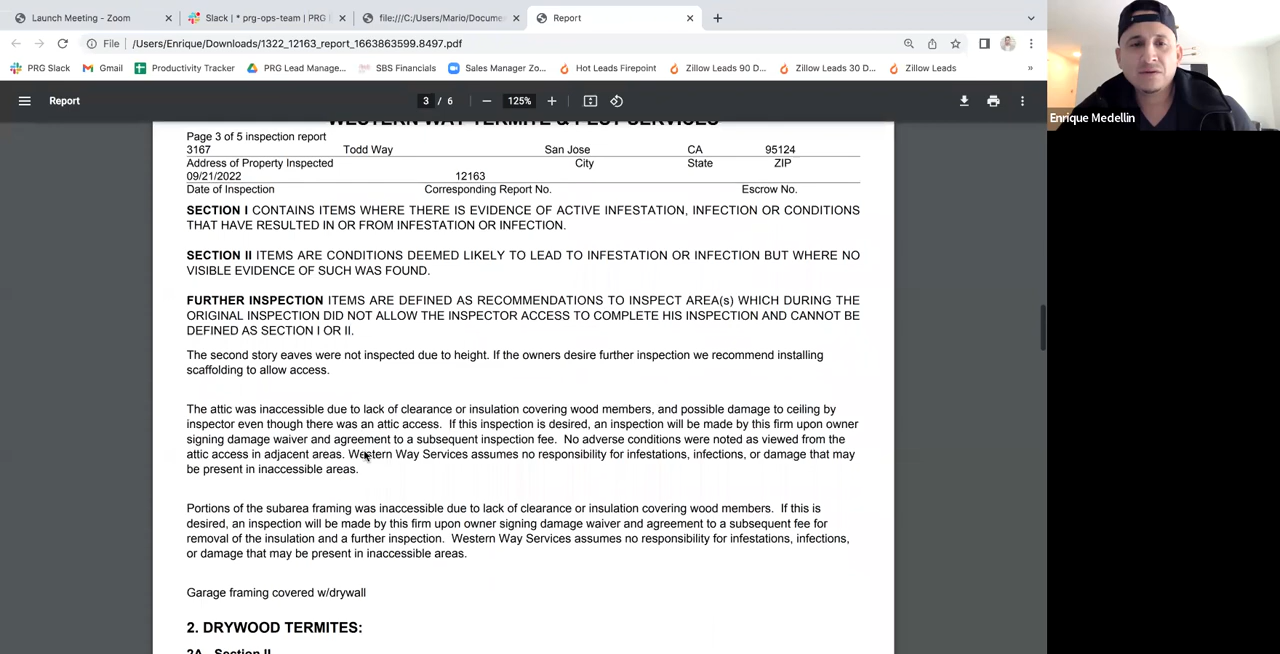 Launch Meeting - Zoom
Slack | * prg-ops-team | PRG
file:///C:/Users/Mario/Docume
Report
File /Users/Enrique/Downloads/1322_12163_report_1663863599.8497.pdf
PRG Slack Gmail Productivity Tracker PRG Lead Manage... SBS Financials Sales Manager Zo... Hot Leads Firepoint Zillow Leads 90 D... Zillow Leads 30 D... Zillow Leads »
Report 3 / 6 125%
Enrique Medellin
WESTERN WAY TERMITE & PEST SERVICES
Page 3 of 5 inspection report
3167 Todd Way San Jose CA 95124
Address of Property Inspected City State ZIP
09/21/2022 12163
Date of Inspection Corresponding Report No. Escrow No.
SECTION I CONTAINS ITEMS WHERE THERE IS EVIDENCE OF ACTIVE INFESTATION, INFECTION OR CONDITIONS
THAT HAVE RESULTED IN OR FROM INFESTATION OR INFECTION.
SECTION II ITEMS ARE CONDITIONS DEEMED LIKELY TO LEAD TO INFESTATION OR INFECTION BUT WHERE NO
VISIBLE EVIDENCE OF SUCH WAS FOUND.
FURTHER INSPECTION ITEMS ARE DEFINED AS RECOMMENDATIONS TO INSPECT AREA(s) WHICH DURING THE
ORIGINAL INSPECTION DID NOT ALLOW THE INSPECTOR ACCESS TO COMPLETE HIS INSPECTION AND CANNOT BE
DEFINED AS SECTION I OR II.
The second story eaves were not inspected due to height. If the owners desire further inspection we recommend installing
scaffolding to allow access.
The attic was inaccessible due to lack of clearance or insulation covering wood members, and possible damage to ceiling by
inspector even though there was an attic access. If this inspection is desired, an inspection will be made by this firm upon owner
signing damage waiver and agreement to a subsequent inspection fee. No adverse conditions were noted as viewed from the
attic access in adjacent areas. Western Way Services assumes no responsibility for infestations, infections, or damage that may
be present in inaccessible areas.
Portions of the subarea framing was inaccessible due to lack of clearance or insulation covering wood members. If this is
desired, an inspection will be made by this firm upon owner signing damage waiver and agreement to a subsequent fee for
removal of the insulation and a further inspection. Western Way Services assumes no responsibility for infestations, infections,
or damage that may be present in inaccessible areas.
Garage framing covered w/drywall
2. DRYWOOD TERMITES:
2A. Section II